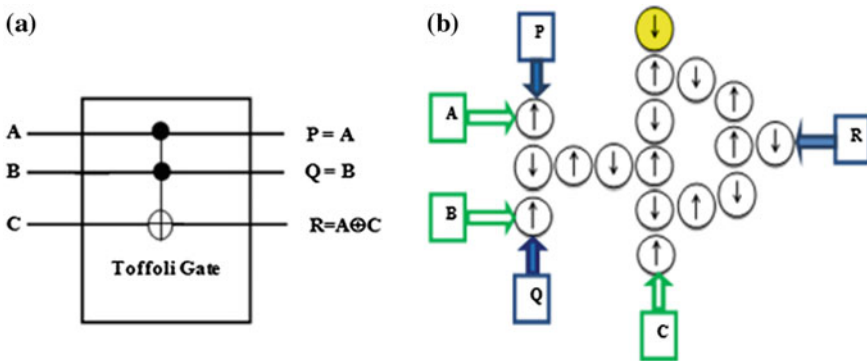 (a)
A
B
C
P = A
Q = B
R=A⊕C
Toffoli Gate
(b)
P
A
B
Q
C
R